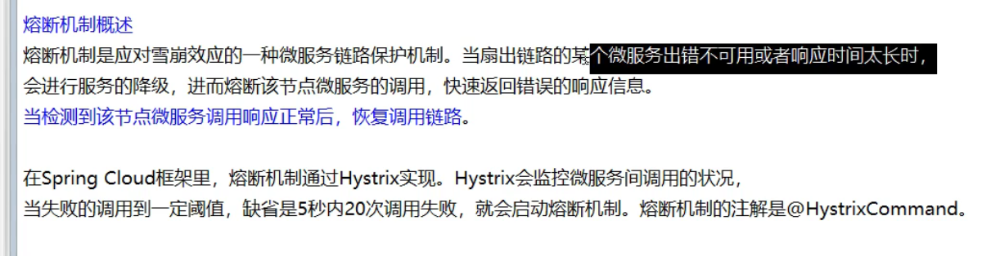 熔断机制概述
熔断机制是应对雪崩效应的一种微服务链路保护机制。当扇出链路的某个微服务出错不可用或者响应时间太长时，
会进行服务的降级，进而熔断该节点微服务的调用，快速返回错误的响应信息。
当检测到该节点微服务调用响应正常后，恢复调用链路。
在Spring Cloud框架里，熔断机制通过Hystrix实现。Hystrix会监控微服务间调用的状况，
当失败的调用到一定阈值，缺省是5秒内20次调用失败，就会启动熔断机制。熔断机制的注解是@HystrixCommand。